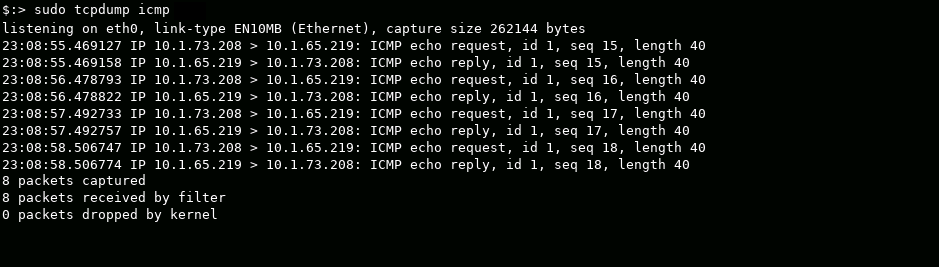 $:> sudo tcpdump icmp
listening on eth0, link-type EN10MB (Ethernet), capture size 262144 bytes
23:08:55.469127 IP 10.1.73.208 > 10.1.65.219: ICMP echo request, id 1, seq 15, length 40
23:08:55.469158 IP 10.1.65.219 > 10.1.73.208: ICMP echo reply, id 1, seq 15, length 40
23:08:56.478793 IP 10.1.73.208 > 10.1.65.219: ICMP echo request, id 1, seq 16, length 40
23:08:56.478822 IP 10.1.65.219 > 10.1.73.208: ICMP echo reply, id 1, seq 16, length 40
23:08:57.492733 IP 10.1.73.208 > 10.1.65.219: ICMP echo request, id 1, seq 17, length 40
23:08:57.492757 IP 10.1.65.219 > 10.1.73.208: ICMP echo reply, id 1, seq 17, length 40
23:08:58.506747 IP 10.1.73.208 > 10.1.65.219: ICMP echo request, id 1, seq 18, length 40
23:08:58.506774 IP 10.1.65.219 > 10.1.73.208: ICMP echo reply, id 1, seq 18, length 40
8 packets captured
8 packets received by filter
0 packets dropped by kernel